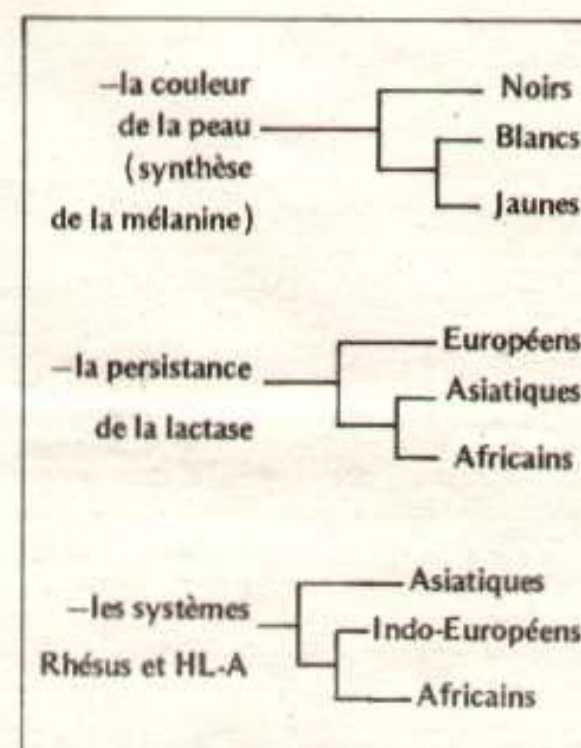 –la couleur
de la peau
(synthèse
de la mélanine)
Noirs
Blancs
Jaunes
–la persistance
de la lactase
Européens
Asiatiques
Africains
–les systèmes
Rhésus et HL-A
Asiatiques
Indo-Européens
Africains